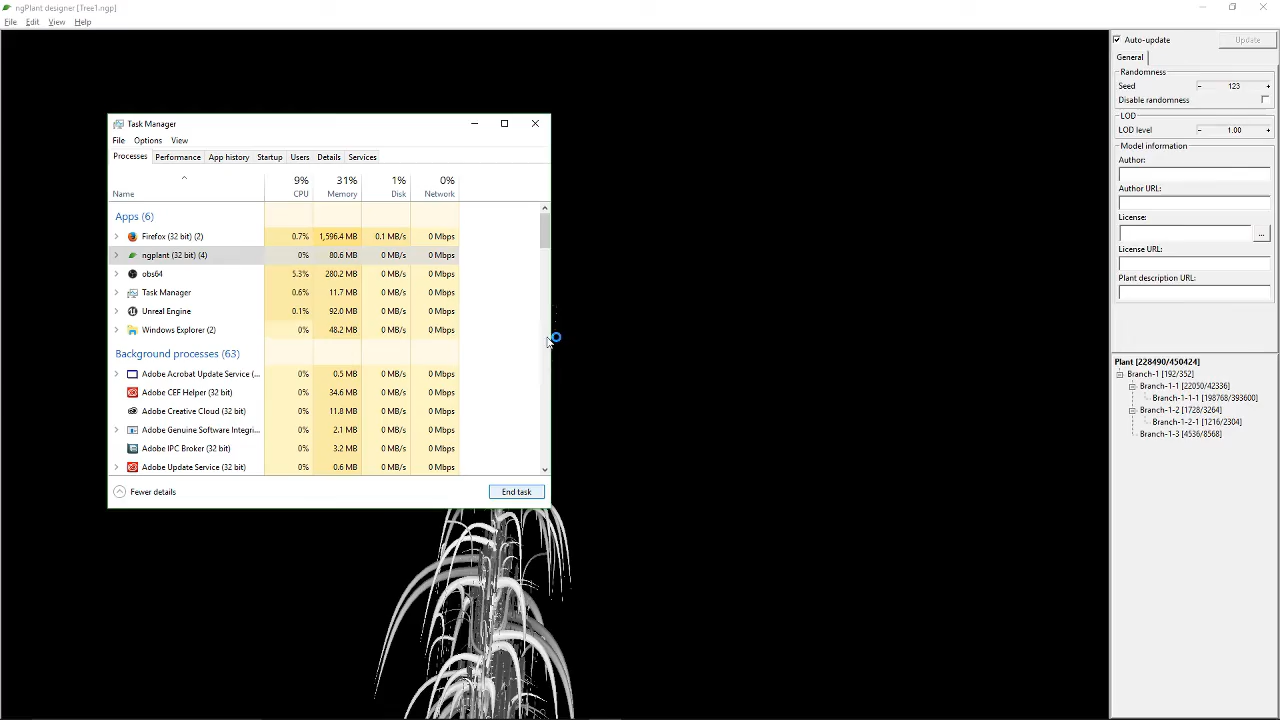 ngPlant designer [Tree1.ngp]
File Edit View Help
Auto-update Update
General
Randomness
Seed - 123 +
Disable randomness
LOD
LOD level - 1.00 +
Model information
Author:
Author URL:
License:
...
License URL:
Plant description URL:
Plant [228490/450424]
Branch-1 [192/352]
Branch-1-1 [22050/42336]
Branch-1-1-1 [198768/393600]
Branch-1-2 [1728/3264]
Branch-1-2-1 [1216/2304]
Branch-1-3 [4536/8568]
Task Manager
File Options View
Processes Performance App history Startup Users Details Services
9% 31% 1% 0%
Name CPU Memory Disk Network
Apps (6)
Firefox (32 bit) (2) 0.7% 1,596.4 MB 0.1 MB/s 0 Mbps
ngplant (32 bit) (4) 0% 80.6 MB 0 MB/s 0 Mbps
obs64 5.3% 280.2 MB 0 MB/s 0 Mbps
Task Manager 0.6% 11.7 MB 0 MB/s 0 Mbps
Unreal Engine 0.1% 92.0 MB 0 MB/s 0 Mbps
Windows Explorer (2) 0% 48.2 MB 0 MB/s 0 Mbps
Background processes (63)
Adobe Acrobat Update Service (... 0% 0.5 MB 0 MB/s 0 Mbps
Adobe CEF Helper (32 bit) 0% 34.6 MB 0 MB/s 0 Mbps
Adobe Creative Cloud (32 bit) 0% 11.8 MB 0 MB/s 0 Mbps
Adobe Genuine Software Integri... 0% 2.1 MB 0 MB/s 0 Mbps
Adobe IPC Broker (32 bit) 0% 3.2 MB 0 MB/s 0 Mbps
Adobe Update Service (32 bit) 0% 0.6 MB 0 MB/s 0 Mbps
Fewer details End task